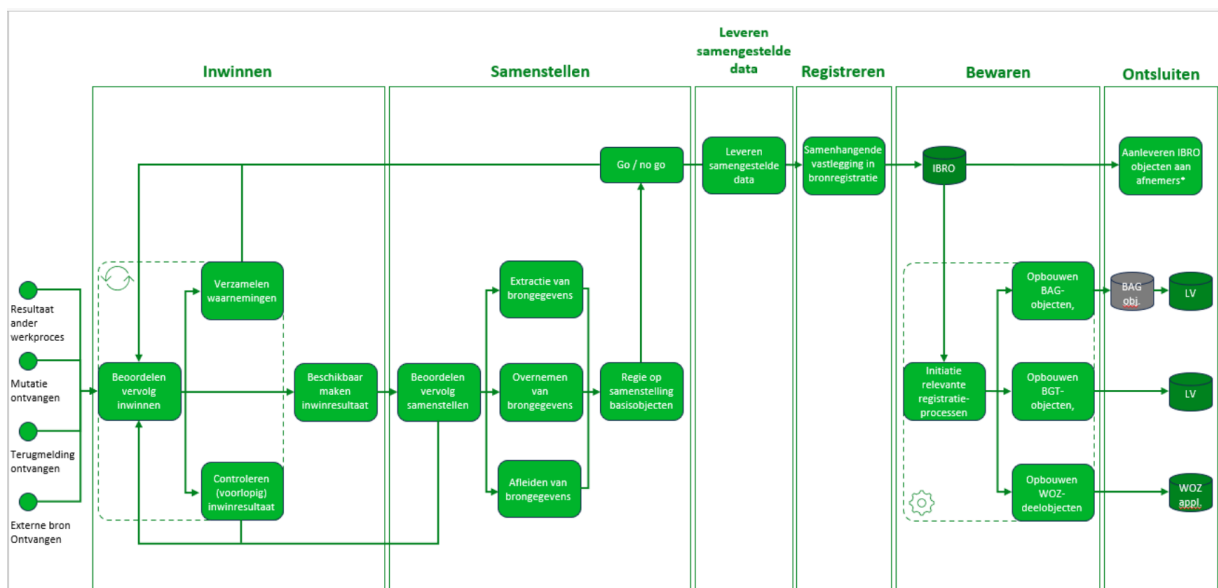 Inwinnen
Samenstellen
Leveren
samengestelde
data
Registreren
Bewaren
Ontsluiten
Go / no go
Leveren
samengestelde
data
Samenhangende
vastlegging in
bronregistratie
IBRO
Aanleveren IBRO
objecten aan
afnemers*
Resultaat
ander
werkproces
Mutatie
ontvangen
Terugmelding
ontvangen
Externe bron
Ontvangen
Verzamelen
waarnemingen
Beoordelen
vervolg
inwinnen
Controleren
(voorlopig)
inwinresultaat
Beschikbaar
maken
inwinresultaat
Beoordelen
vervolg
samenstellen
Extractie van
brongegevens
Overnemen
van
brongegevens
Afleiden van
brongegevens
Regie op
samenstelling
basisobjecten
Initiatie
relevante
registratie-
processen
Opbouwen
BAG-
objecten,
BAG
obj.
LV
Opbouwen
BGT-
objecten,
LV
Opbouwen
WOZ-
deelobjecten
WOZ
appl.